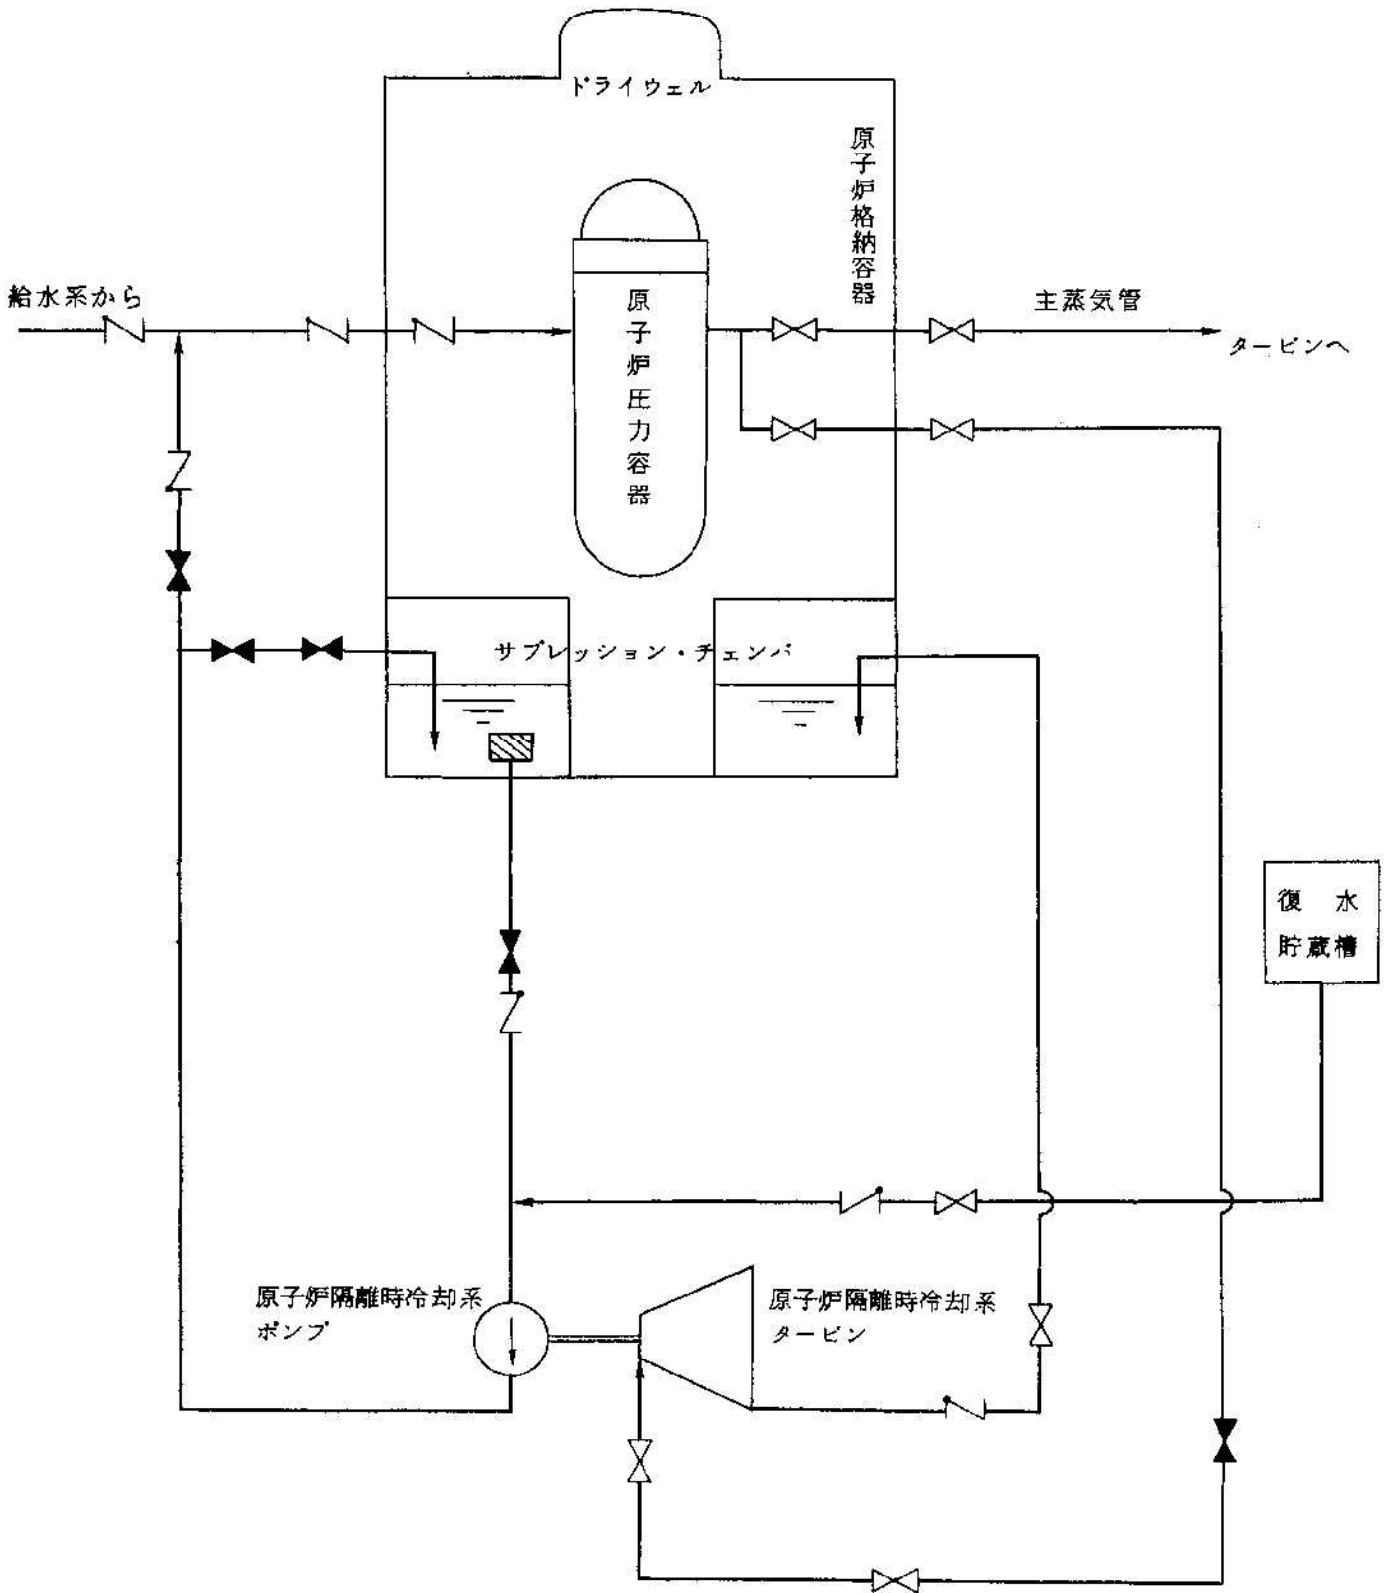 ドライウェル
原子炉格納容器
給水系から
原子炉圧力容器
主蒸気管
タービンへ
サプレッション・チェンバ
復水
貯蔵槽
原子炉隔離時冷却系
ポンプ
原子炉隔離時冷却系
タービン